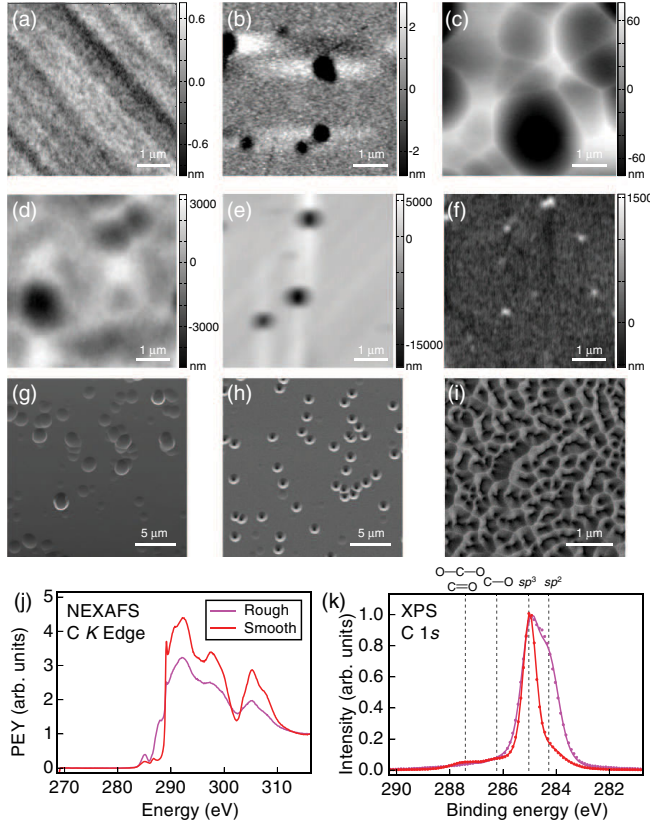 (a)
0.6
0.0
-0.6
1 μm
nm
(b)
2
0
-2
1 μm
nm
(c)
60
0
-60
1 μm
nm
(d)
3000
0
-3000
1 μm
nm
(e)
5000
0
-15000
1 μm
nm
(f)
1500
0
1 μm
nm
(g)
5 μm
(h)
5 μm
(i)
1 μm
(j) NEXAFS
C K Edge
Rough
Smooth
5
4
3
2
1
0
PEY (arb. units)
270 280 290 300 310
Energy (eV)
O—C—O
C=O
C—O
sp³
sp²
(k) XPS
C 1s
1.0
0.8
0.6
0.4
0.2
0.0
Intensity (arb. units)
290 288 286 284 282
Binding energy (eV)